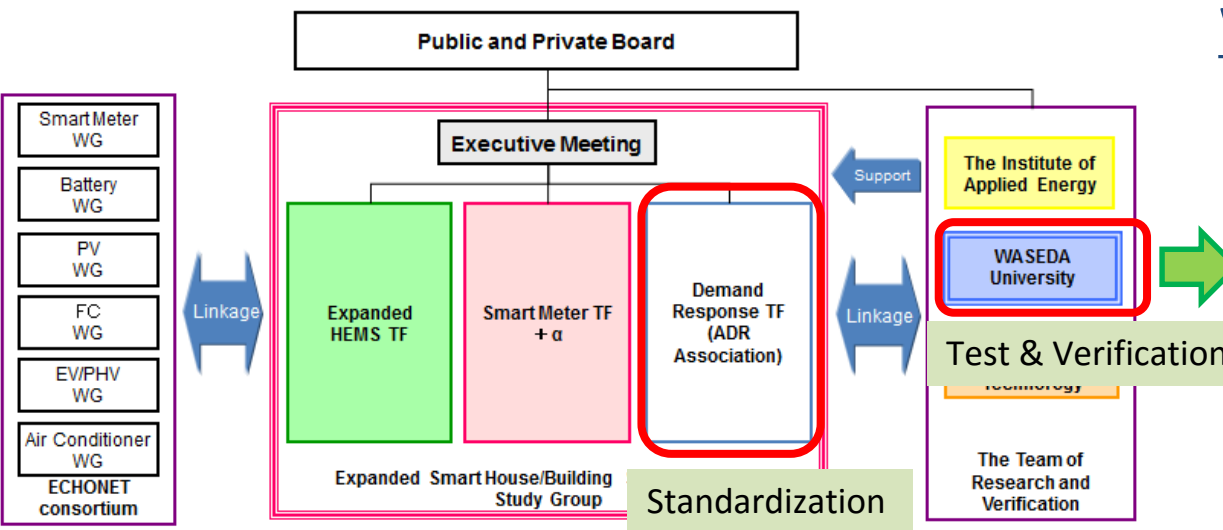 Public and Private Board
Smart Meter
WG
Battery
WG
PV
WG
FC
WG
EV/PHV
WG
Air Conditioner
WG
ECHONET
consortium
Linkage
Executive Meeting
Expanded
HEMS TF
Smart Meter TF
+ α
Demand
Response TF
(ADR
Association)
Expanded Smart House/Building
Study Group
Standardization
Support
Linkage
The Institute of
Applied Energy
WASEDA
University
Test & Verification
The Team of
Research and
Verification